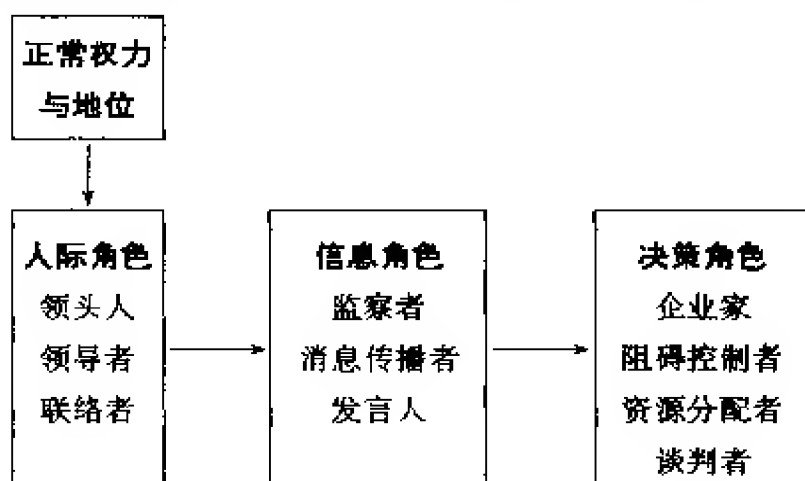 正常权力
与地位
人际角色
领头人
领导者
联络者
信息角色
监察者
消息传播者
发言人
决策角色
企业家
阻碍控制者
资源分配者
谈判者